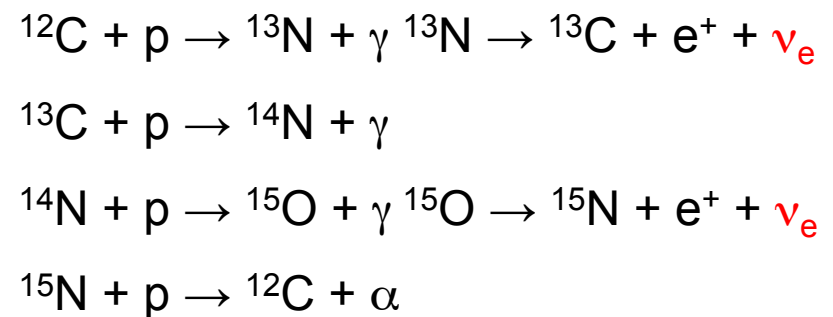 ¹²C + p → ¹³N + γ ¹³N → ¹³C + e⁺ + νₑ
¹³C + p → ¹⁴N + γ
¹⁴N + p → ¹⁵O + γ ¹⁵O → ¹⁵N + e⁺ + νₑ
¹⁵N + p → ¹²C + α